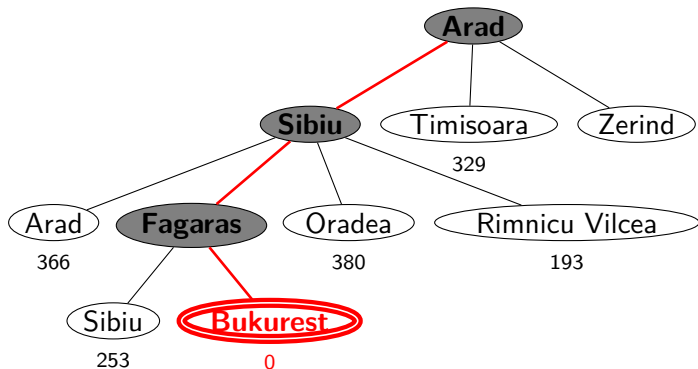 Arad
Sibiu Timisoara Zerind
329
Arad Fagaras Oradea Rimnicu Vilcea
366 380 193
Sibiu Bukurest
253 0